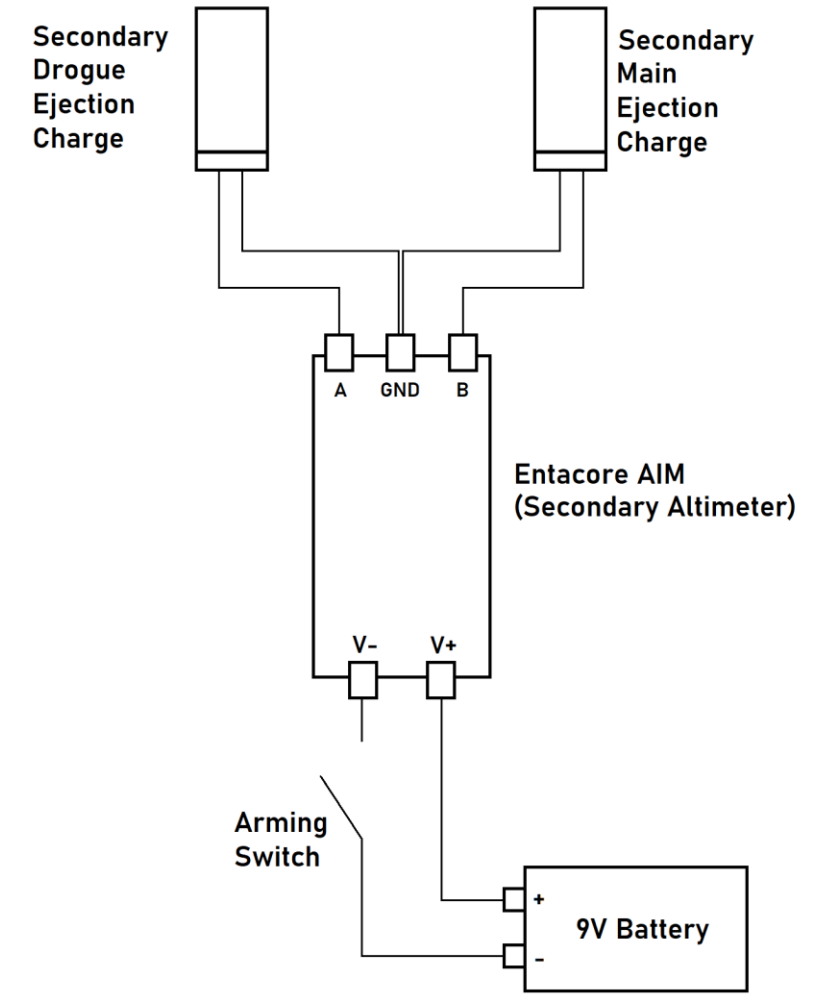 Secondary
Drogue
Ejection
Charge
Secondary
Main
Ejection
Charge
A
GND
B
Entacore AIM
(Secondary Altimeter)
V-
V+
Arming
Switch
+
9V Battery
-